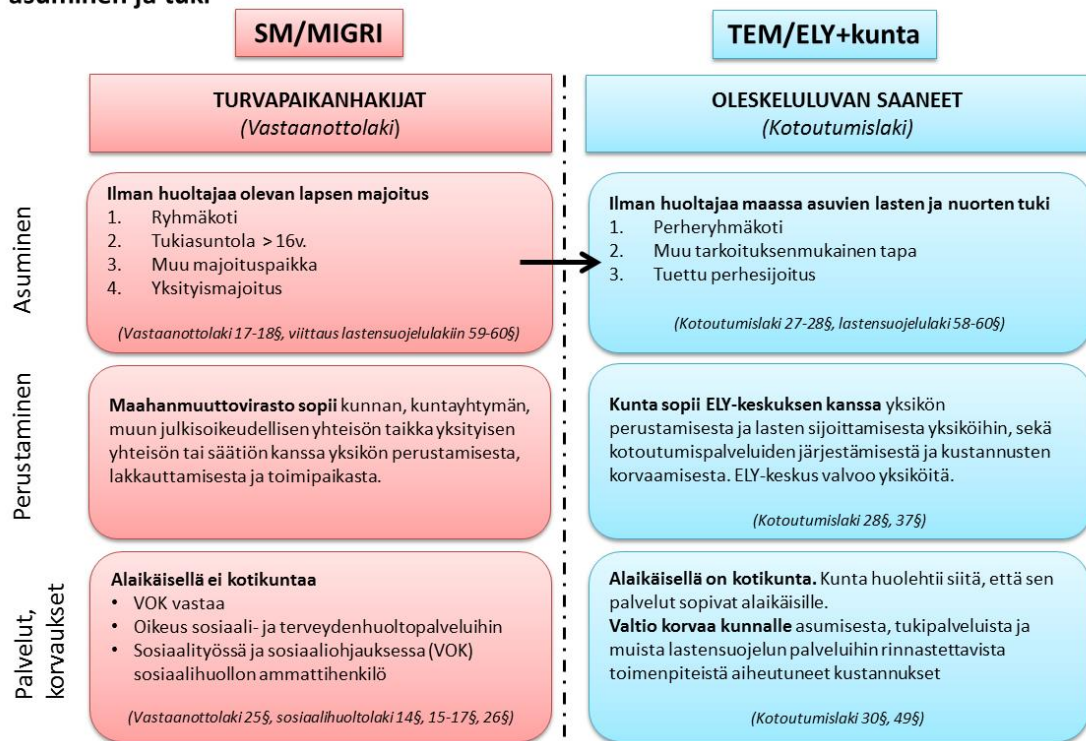 asuminen ja tuki
SM/MIGRI
TEM/ELY+kunta
TURVAPAIKANHAKIJAT
(Vastaanottolaki)
OLESKELULUVAN SAANEET
(Kotoutumislaki)
Asuminen
Ilman huoltajaa olevan lapsen majoitus
1. Ryhmäkoti
2. Tukiasuntola > 16v.
3. Muu majoituspaikka
4. Yksityismajoitus
(Vastaanottolaki 17-18§, viittaus lastensuojelulakiin 59-60§)
Ilman huoltajaa maassa asuvien lasten ja nuorten tuki
1. Perheryhmäkoti
2. Muu tarkoituksenmukainen tapa
3. Tuettu perhesijoitus
(Kotoutumislaki 27-28§, lastensuojelulaki 58-60§)
Perustaminen
Maahanmuuttovirasto sopii kunnan, kuntayhtymän,
muun julkisoikeudellisen yhteisön taikka yksityisen
yhteisön tai säätiön kanssa yksikön perustamisesta,
lakkauttamisesta ja toimipaikasta.
Kunta sopii ELY-keskuksen kanssa yksikön
perustamisesta ja lasten sijoittamisesta yksiköihin, sekä
kotoutumispalveluiden järjestämisestä ja kustannusten
korvaamisesta. ELY-keskus valvoo yksiköitä.
(Kotoutumislaki 28§, 37§)
Palvelut,
korvaukset
Alaikäisellä ei kotikuntaa
• VOK vastaa
• Oikeus sosiaali- ja terveydenhuoltopalveluihin
• Sosiaalityössä ja sosiaaliohjauksessa (VOK)
sosiaalihuollon ammattihenkilö
(Vastaanottolaki 25§, sosiaalihuoltolaki 14§, 15-17§, 26§)
Alaikäisellä on kotikunta. Kunta huolehtii siitä, että sen
palvelut sopivat alaikäisille.
Valtio korvaa kunnalle asumisesta, tukipalveluista ja
muista lastensuojelun palveluihin rinnastettavista
toimenpiteistä aiheutuneet kustannukset
(Kotoutumislaki 30§, 49§)